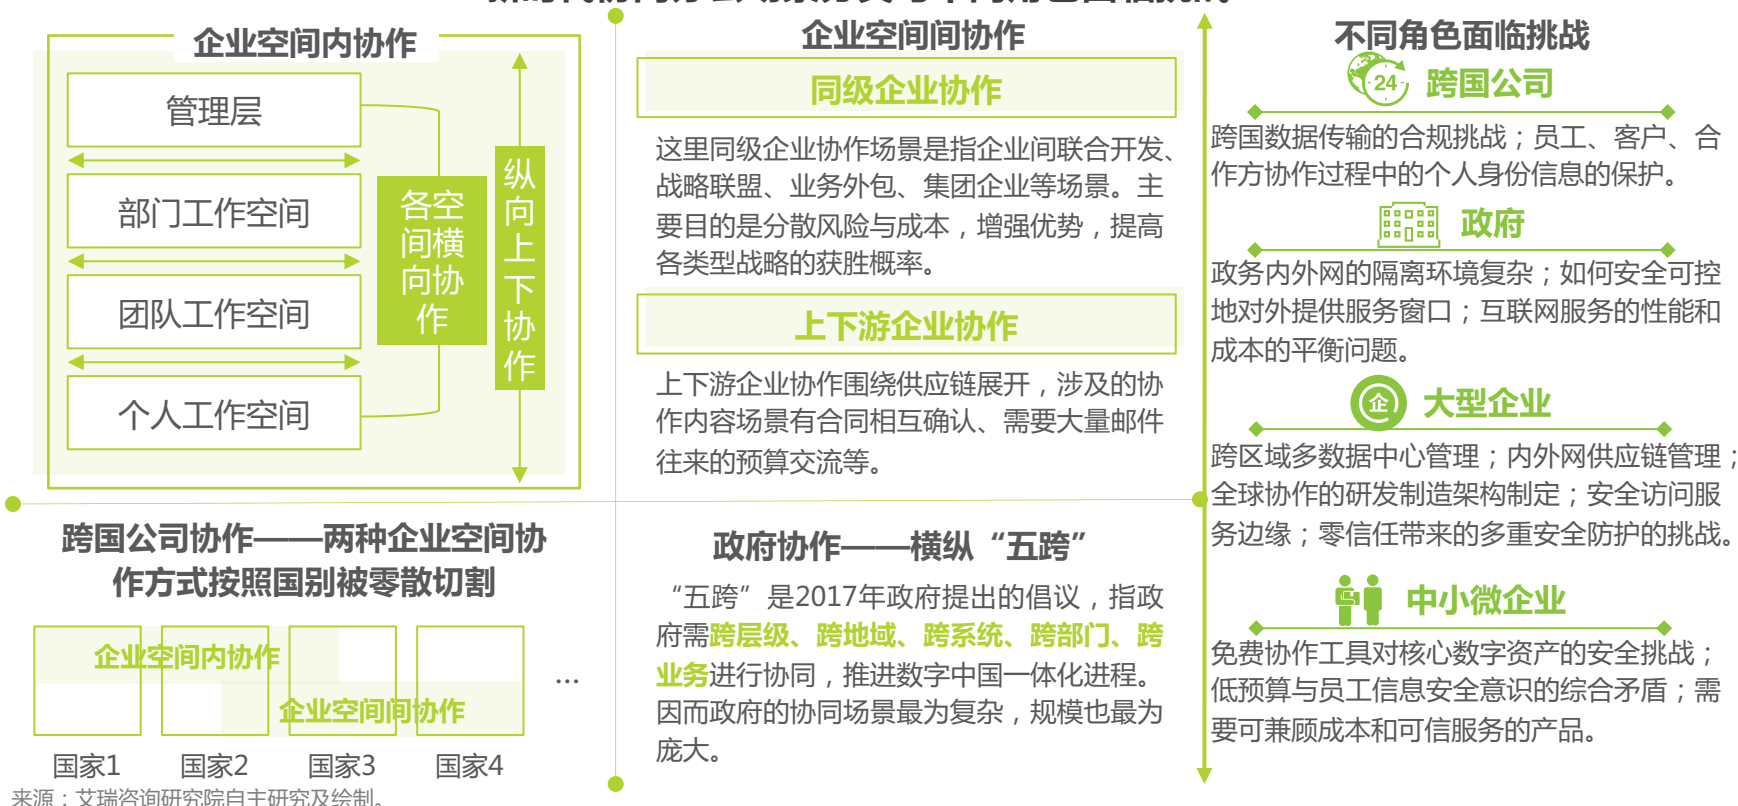 企业空间内协作
管理层
部门工作空间
团队工作空间
个人工作空间
各空
间横
向协
作
纵
向
上
下
协
作
企业空间间协作
同级企业协作
这里同级企业协作场景是指企业间联合开发、
战略联盟、业务外包、集团企业等场景。主
要目的是分散风险与成本，增强优势，提高
各类型战略的获胜概率。
上下游企业协作
上下游企业协作围绕供应链展开，涉及的协
作内容场景有合同相互确认、需要大量邮件
往来的预算交流等。
跨国公司协作——两种企业空间协
作方式按照国别被零散切割
企业空间内协作
企业空间间协作
...
国家1
国家2
国家3
国家4
政府协作——横纵“五跨”
“五跨”是2017年政府提出的倡议，指政
府需跨层级、跨地域、跨系统、跨部门、跨
业务进行协同，推进数字中国一体化进程。
因而政府的协同场景最为复杂，规模也最为
庞大。
不同角色面临挑战
24
跨国公司
跨国数据传输的合规挑战；员工、客户、合
作方协作过程中的个人身份信息的保护。
政府
政务内外网的隔离环境复杂；如何安全可控
地对外提供服务窗口；互联网服务的性能和
成本的平衡问题。
企
大型企业
跨区域多数据中心管理；内外网供应链管理；
全球协作的研发制造架构制定；安全访问服
务边缘；零信任带来的多重安全防护的挑战。
中小微企业
免费协作工具对核心数字资产的安全挑战；
低预算与员工信息安全意识的综合矛盾；需
要可兼顾成本和可信服务的产品。
来源：艾瑞咨询研究院自主研究及绘制。